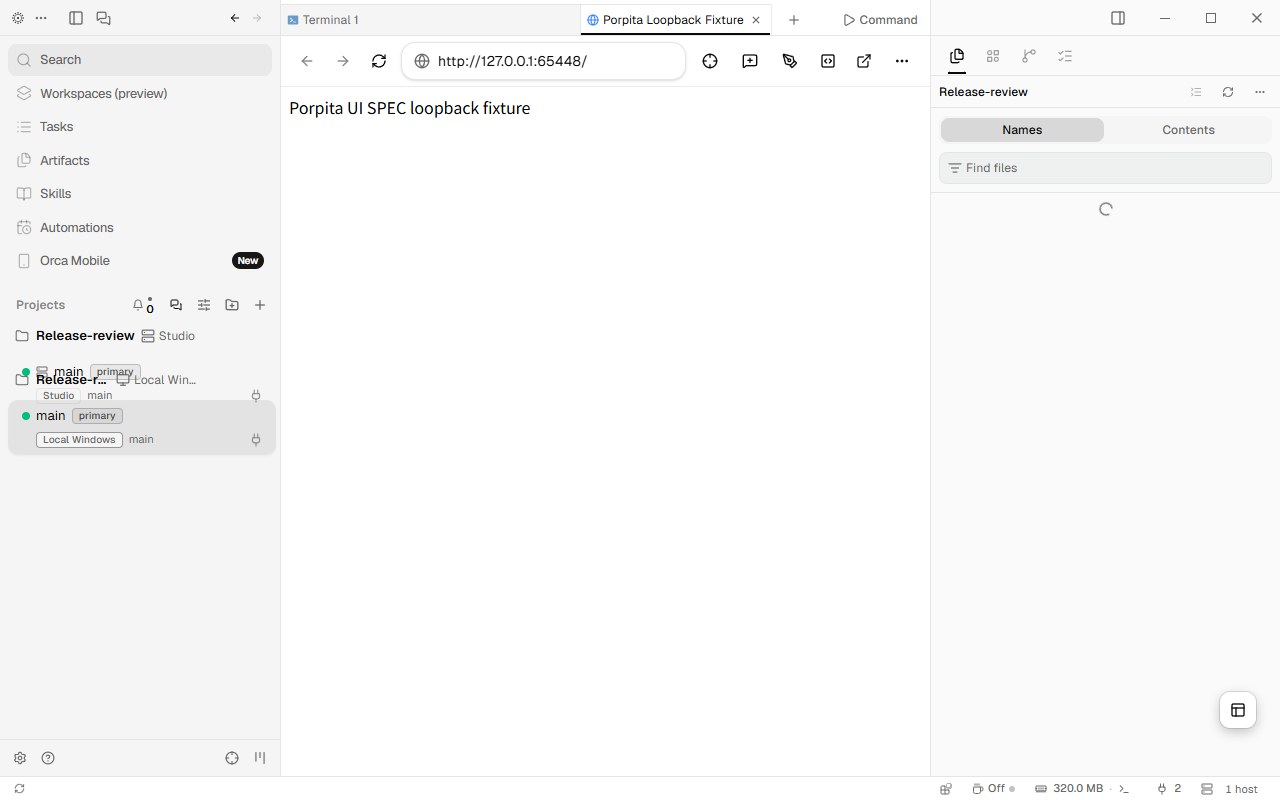 Terminal 1
Porpita Loopback Fixture
Command
Search
http://127.0.0.1:65448/
Workspaces (preview)
Tasks
Artifacts
Skills
Automations
Orca Mobile
New
Porpita UI SPEC loopback fixture
Release-review
Names
Contents
Find files
Projects
0
Release-review
Studio
main
primary
Release-r...
Local Win...
Studio
main
main
primary
Local Windows
main
Off
320.0 MB
2
1 host